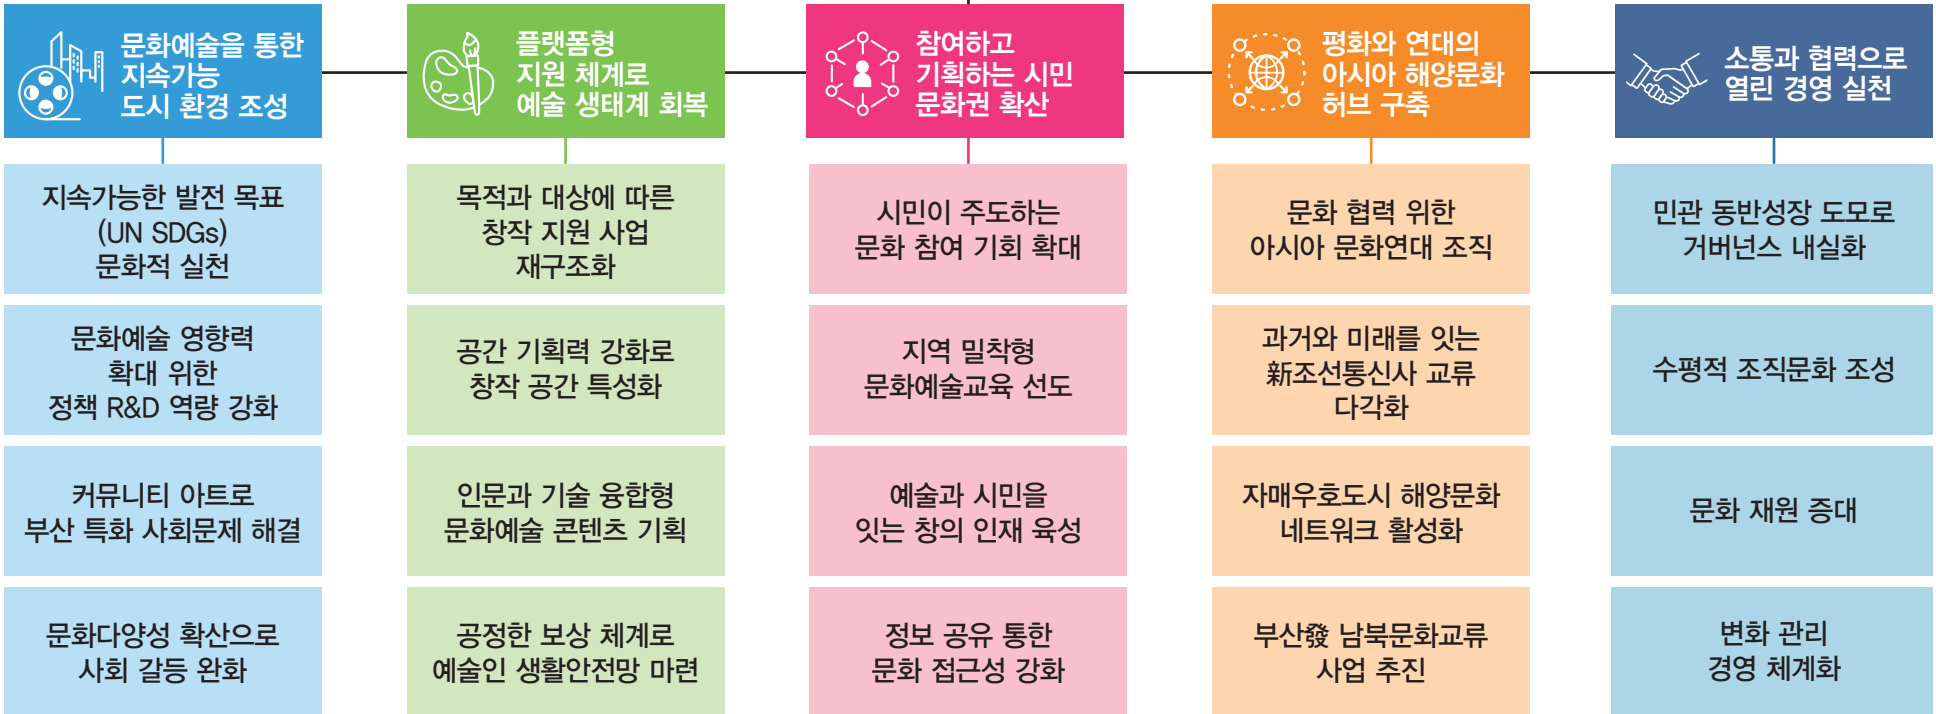 문화예술을 통한
지속가능
도시 환경 조성
지속가능한 발전 목표
(UN SDGs)
문화적 실천
문화예술 영향력
확대 위한
정책 R&D 역량 강화
커뮤니티 아트로
부산 특화 사회문제 해결
문화다양성 확산으로
사회 갈등 완화
플랫폼형
지원 체계로
예술 생태계 회복
목적과 대상에 따른
창작 지원 사업
재구조화
공간 기획력 강화로
창작 공간 특성화
인문과 기술 융합형
문화예술 콘텐츠 기획
공정한 보상 체계로
예술인 생활안전망 마련
참여하고
기획하는 시민
문화권 확산
시민이 주도하는
문화 참여 기회 확대
지역 밀착형
문화예술교육 선도
예술과 시민을
잇는 창의 인재 육성
정보 공유 통한
문화 접근성 강화
평화와 연대의
아시아 해양문화
허브 구축
문화 협력 위한
아시아 문화연대 조직
과거와 미래를 잇는
新조선통신사 교류
다각화
자매우호도시 해양문화
네트워크 활성화
부산發 남북문화교류
사업 추진
소통과 협력으로
열린 경영 실천
민관 동반성장 도모로
거버넌스 내실화
수평적 조직문화 조성
문화 재원 증대
변화 관리
경영 체계화